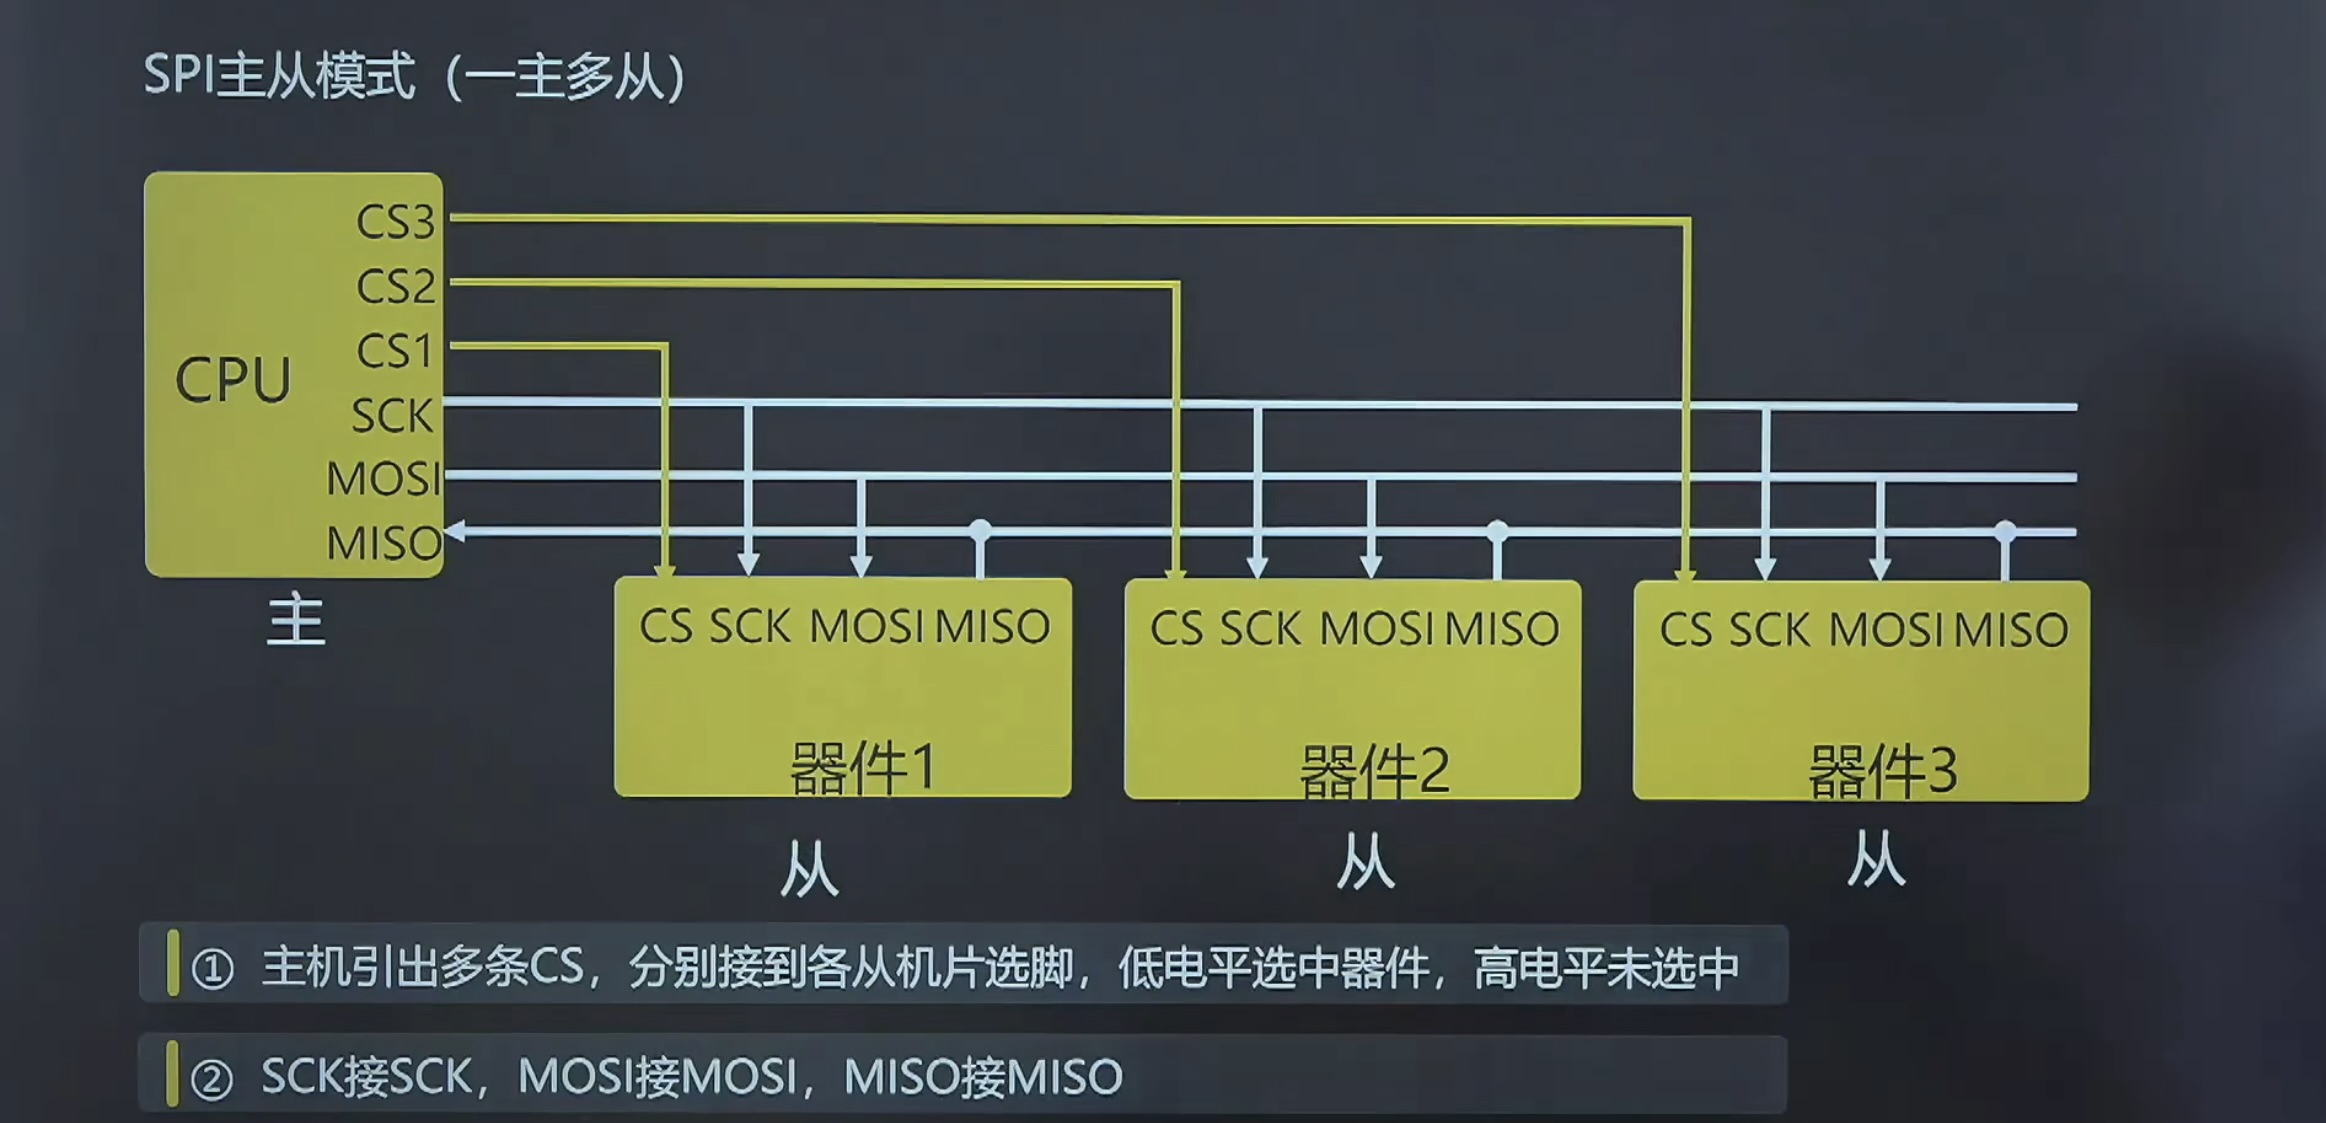 SPI主从模式（一主多从）
CS3
CS2
CS1
CPU
SCK
MOSI
MISO
主
CS SCK MOSI MISO
器件1
从
CS SCK MOSI MISO
器件2
从
CS SCK MOSI MISO
器件3
从
① 主机引出多条CS，分别接到各从机片选脚，低电平选中器件，高电平未选中
② SCK接SCK，MOSI接MOSI，MISO接MISO